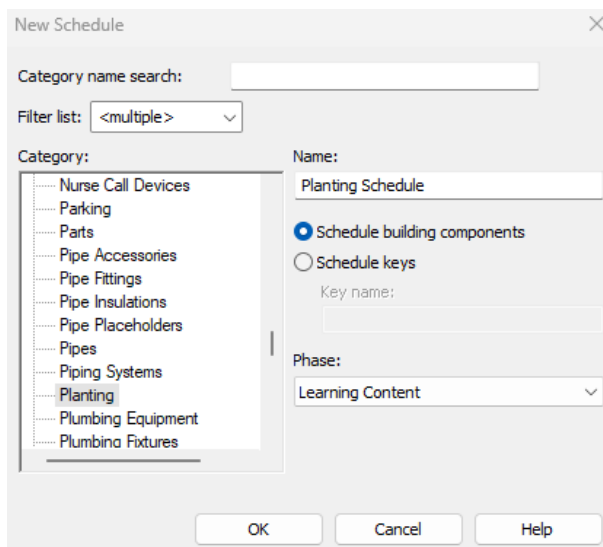 New Schedule
Category name search:
Filter list: <multiple>
Category:
Nurse Call Devices
Parking
Parts
Pipe Accessories
Pipe Fittings
Pipe Insulations
Pipe Placeholders
Pipes
Piping Systems
Planting
Plumbing Equipment
Plumbing Fixtures
Name:
Planting Schedule
Schedule building components
Schedule keys
Key name:
Phase:
Learning Content
OK Cancel Help